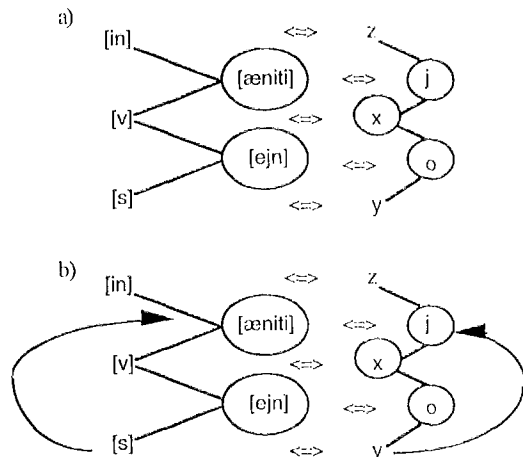 a)
[in] <=> z
[æniti] <=> j
[v] <=> x
[ejn] <=> o
[s] <=> y
b)
[in] <=> z
[æniti] <=> j
[v] <=> x
[ejn] <=> o
[s] <=> y